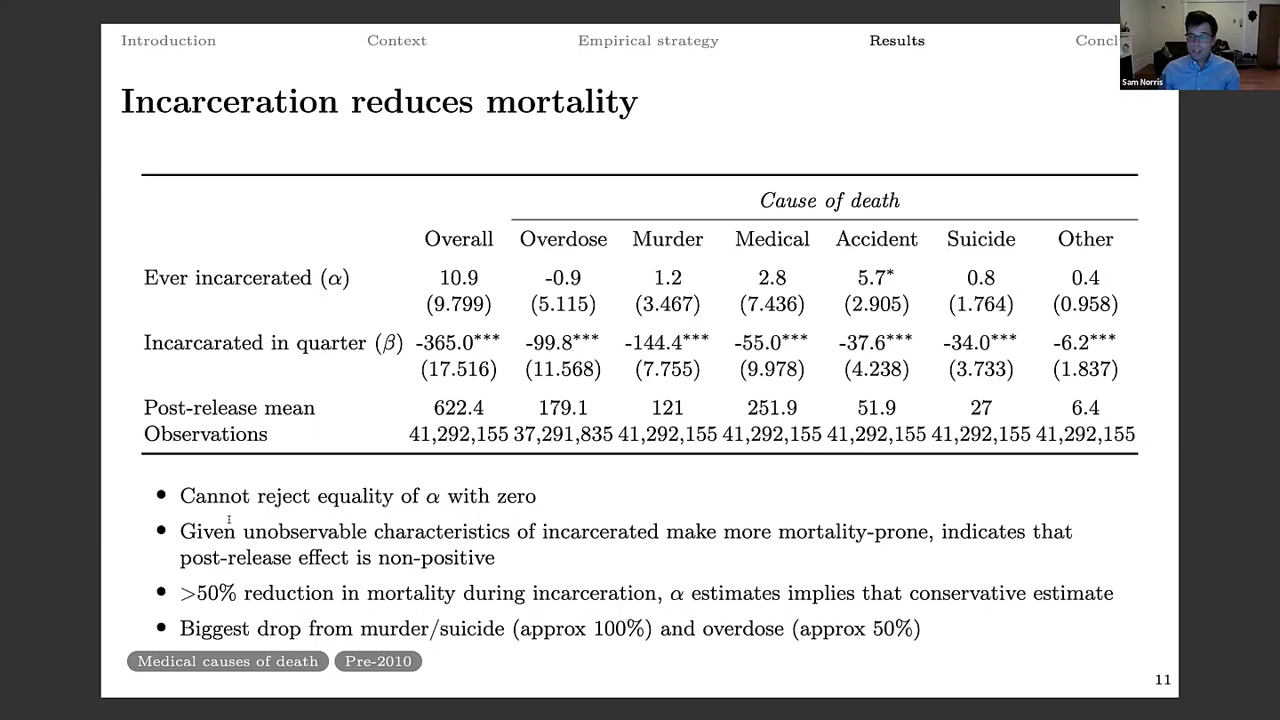 Introduction Context Empirical strategy Results Concl
Sam Norris
Incarceration reduces mortality
Cause of death
Overall Overdose Murder Medical Accident Suicide Other
Ever incarcerated (α) 10.9 -0.9 1.2 2.8 5.7* 0.8 0.4
(9.799) (5.115) (3.467) (7.436) (2.905) (1.764) (0.958)
Incarcarated in quarter (β) -365.0*** -99.8*** -144.4*** -55.0*** -37.6*** -34.0*** -6.2***
(17.516) (11.568) (7.755) (9.978) (4.238) (3.733) (1.837)
Post-release mean 622.4 179.1 121 251.9 51.9 27 6.4
Observations 41,292,155 37,291,835 41,292,155 41,292,155 41,292,155 41,292,155 41,292,155
• Cannot reject equality of α with zero
• Given unobservable characteristics of incarcerated make more mortality-prone, indicates that
post-release effect is non-positive
• >50% reduction in mortality during incarceration, α estimates implies that conservative estimate
• Biggest drop from murder/suicide (approx 100%) and overdose (approx 50%)
Medical causes of death Pre-2010
11